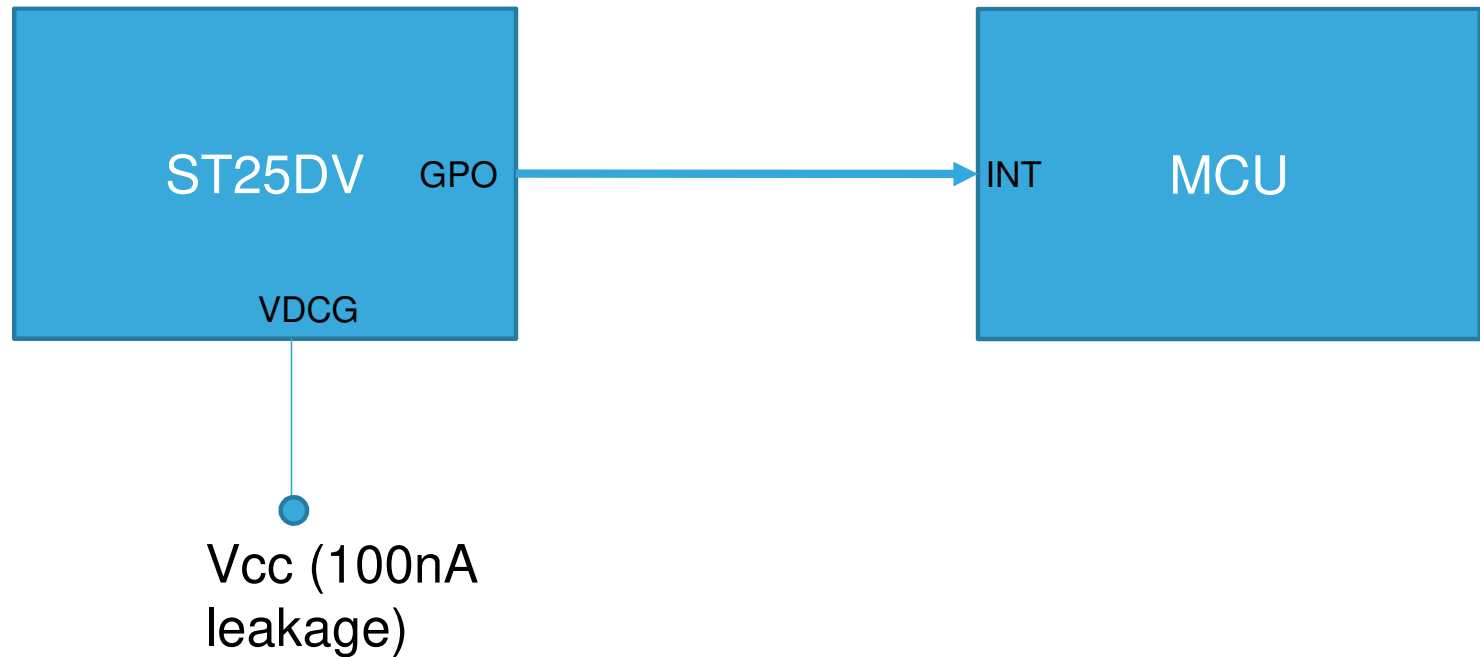 ST25DV
GPO
INT
MCU
VDCG
Vcc (100nA
leakage)